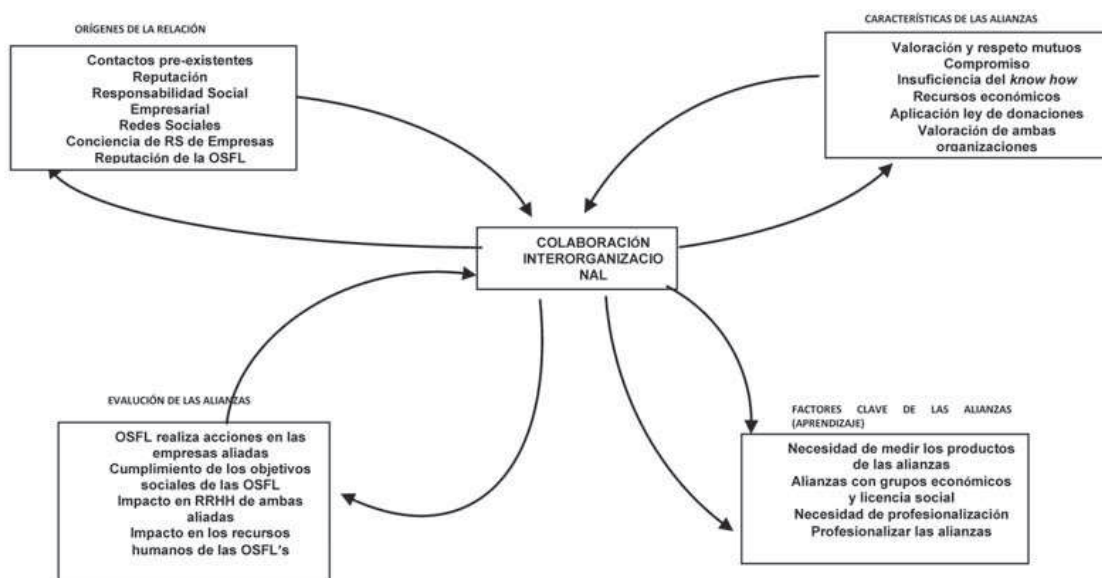 ORÍGENES DE LA RELACIÓN
Contactos pre-existentes
Reputación
Responsabilidad Social
Empresarial
Redes Sociales
Conciencia de RS de Empresas
Reputación de la OSFL
CARACTERÍSTICAS DE LAS ALIANZAS
Valoración y respeto mutuos
Compromiso
Insuficiencia del know how
Recursos económicos
Aplicación ley de donaciones
Valoración de ambas
organizaciones
COLABORACIÓN
INTERORGANIZACIO
NAL
EVALUCIÓN DE LAS ALIANZAS
OSFL realiza acciones en las
empresas aliadas
Cumplimiento de los objetivos
sociales de las OSFL
Impacto en RRHH de ambas
aliadas
Impacto en los recursos
humanos de las OSFL's
FACTORES CLAVE DE LAS ALIANZAS
(APRENDIZAJE)
Necesidad de medir los productos
de las alianzas
Alianzas con grupos económicos
y licencia social
Necesidad de profesionalización
Profesionalizar las alianzas